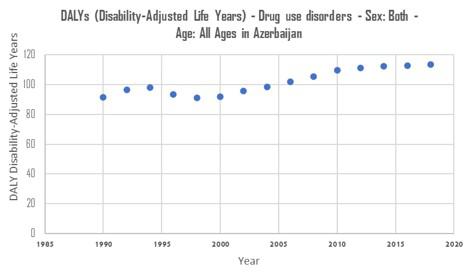 DALYs (Disability-Adjusted Life Years) - Drug use disorders - Sex: Both -
Age: All Ages in Azerbaijan
DALY Disability-Adjusted Life Years
120
100
80
60
40
20
0
1985 1990 1995 2000 2005 2010 2015 2020
Year